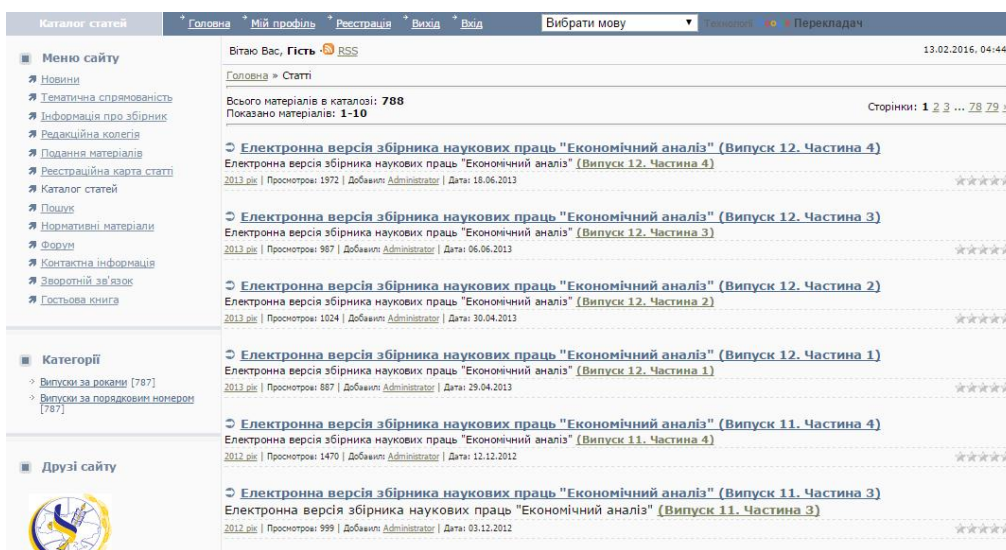 Каталог статей
Головна Мій профіль Реєстрація Вихід Вхід
Вибрати мову
Перекладач
Меню сайту
Новини
Тематична спрямованість
Інформація про збірник
Редакційна колегія
Подання матеріалів
Реєстраційна карта статті
Каталог статей
Пошук
Нормативні матеріали
Форум
Контактна інформація
Зворотній зв'язок
Гостьова книга
Категорії
Випуски за роками [787]
Випуски за порядковим номером
[787]
Друзі сайту
Вітаю Вас, Гість · RSS
13.02.2016, 04:44
Головна » Статті
Всього матеріалів в каталозі: 788
Показано матеріалів: 1-10
Сторінки: 1 2 3 ... 78 79 »
Електронна версія збірника наукових праць "Економічний аналіз" (Випуск 12. Частина 4)
Електронна версія збірника наукових праць "Економічний аналіз" (Випуск 12. Частина 4)
2013 рік | Просмотров: 1972 | Добавил: Administrator | Дата: 18.06.2013
Електронна версія збірника наукових праць "Економічний аналіз" (Випуск 12. Частина 3)
Електронна версія збірника наукових праць "Економічний аналіз" (Випуск 12. Частина 3)
2013 рік | Просмотров: 987 | Добавил: Administrator | Дата: 06.06.2013
Електронна версія збірника наукових праць "Економічний аналіз" (Випуск 12. Частина 2)
Електронна версія збірника наукових праць "Економічний аналіз" (Випуск 12. Частина 2)
2013 рік | Просмотров: 1024 | Добавил: Administrator | Дата: 30.04.2013
Електронна версія збірника наукових праць "Економічний аналіз" (Випуск 12. Частина 1)
Електронна версія збірника наукових праць "Економічний аналіз" (Випуск 12. Частина 1)
2013 рік | Просмотров: 887 | Добавил: Administrator | Дата: 29.04.2013
Електронна версія збірника наукових праць "Економічний аналіз" (Випуск 11. Частина 4)
Електронна версія збірника наукових праць "Економічний аналіз" (Випуск 11. Частина 4)
2012 рік | Просмотров: 1470 | Добавил: Administrator | Дата: 12.12.2012
Електронна версія збірника наукових праць "Економічний аналіз" (Випуск 11. Частина 3)
Електронна версія збірника наукових праць "Економічний аналіз" (Випуск 11. Частина 3)
2012 рік | Просмотров: 999 | Добавил: Administrator | Дата: 03.12.2012